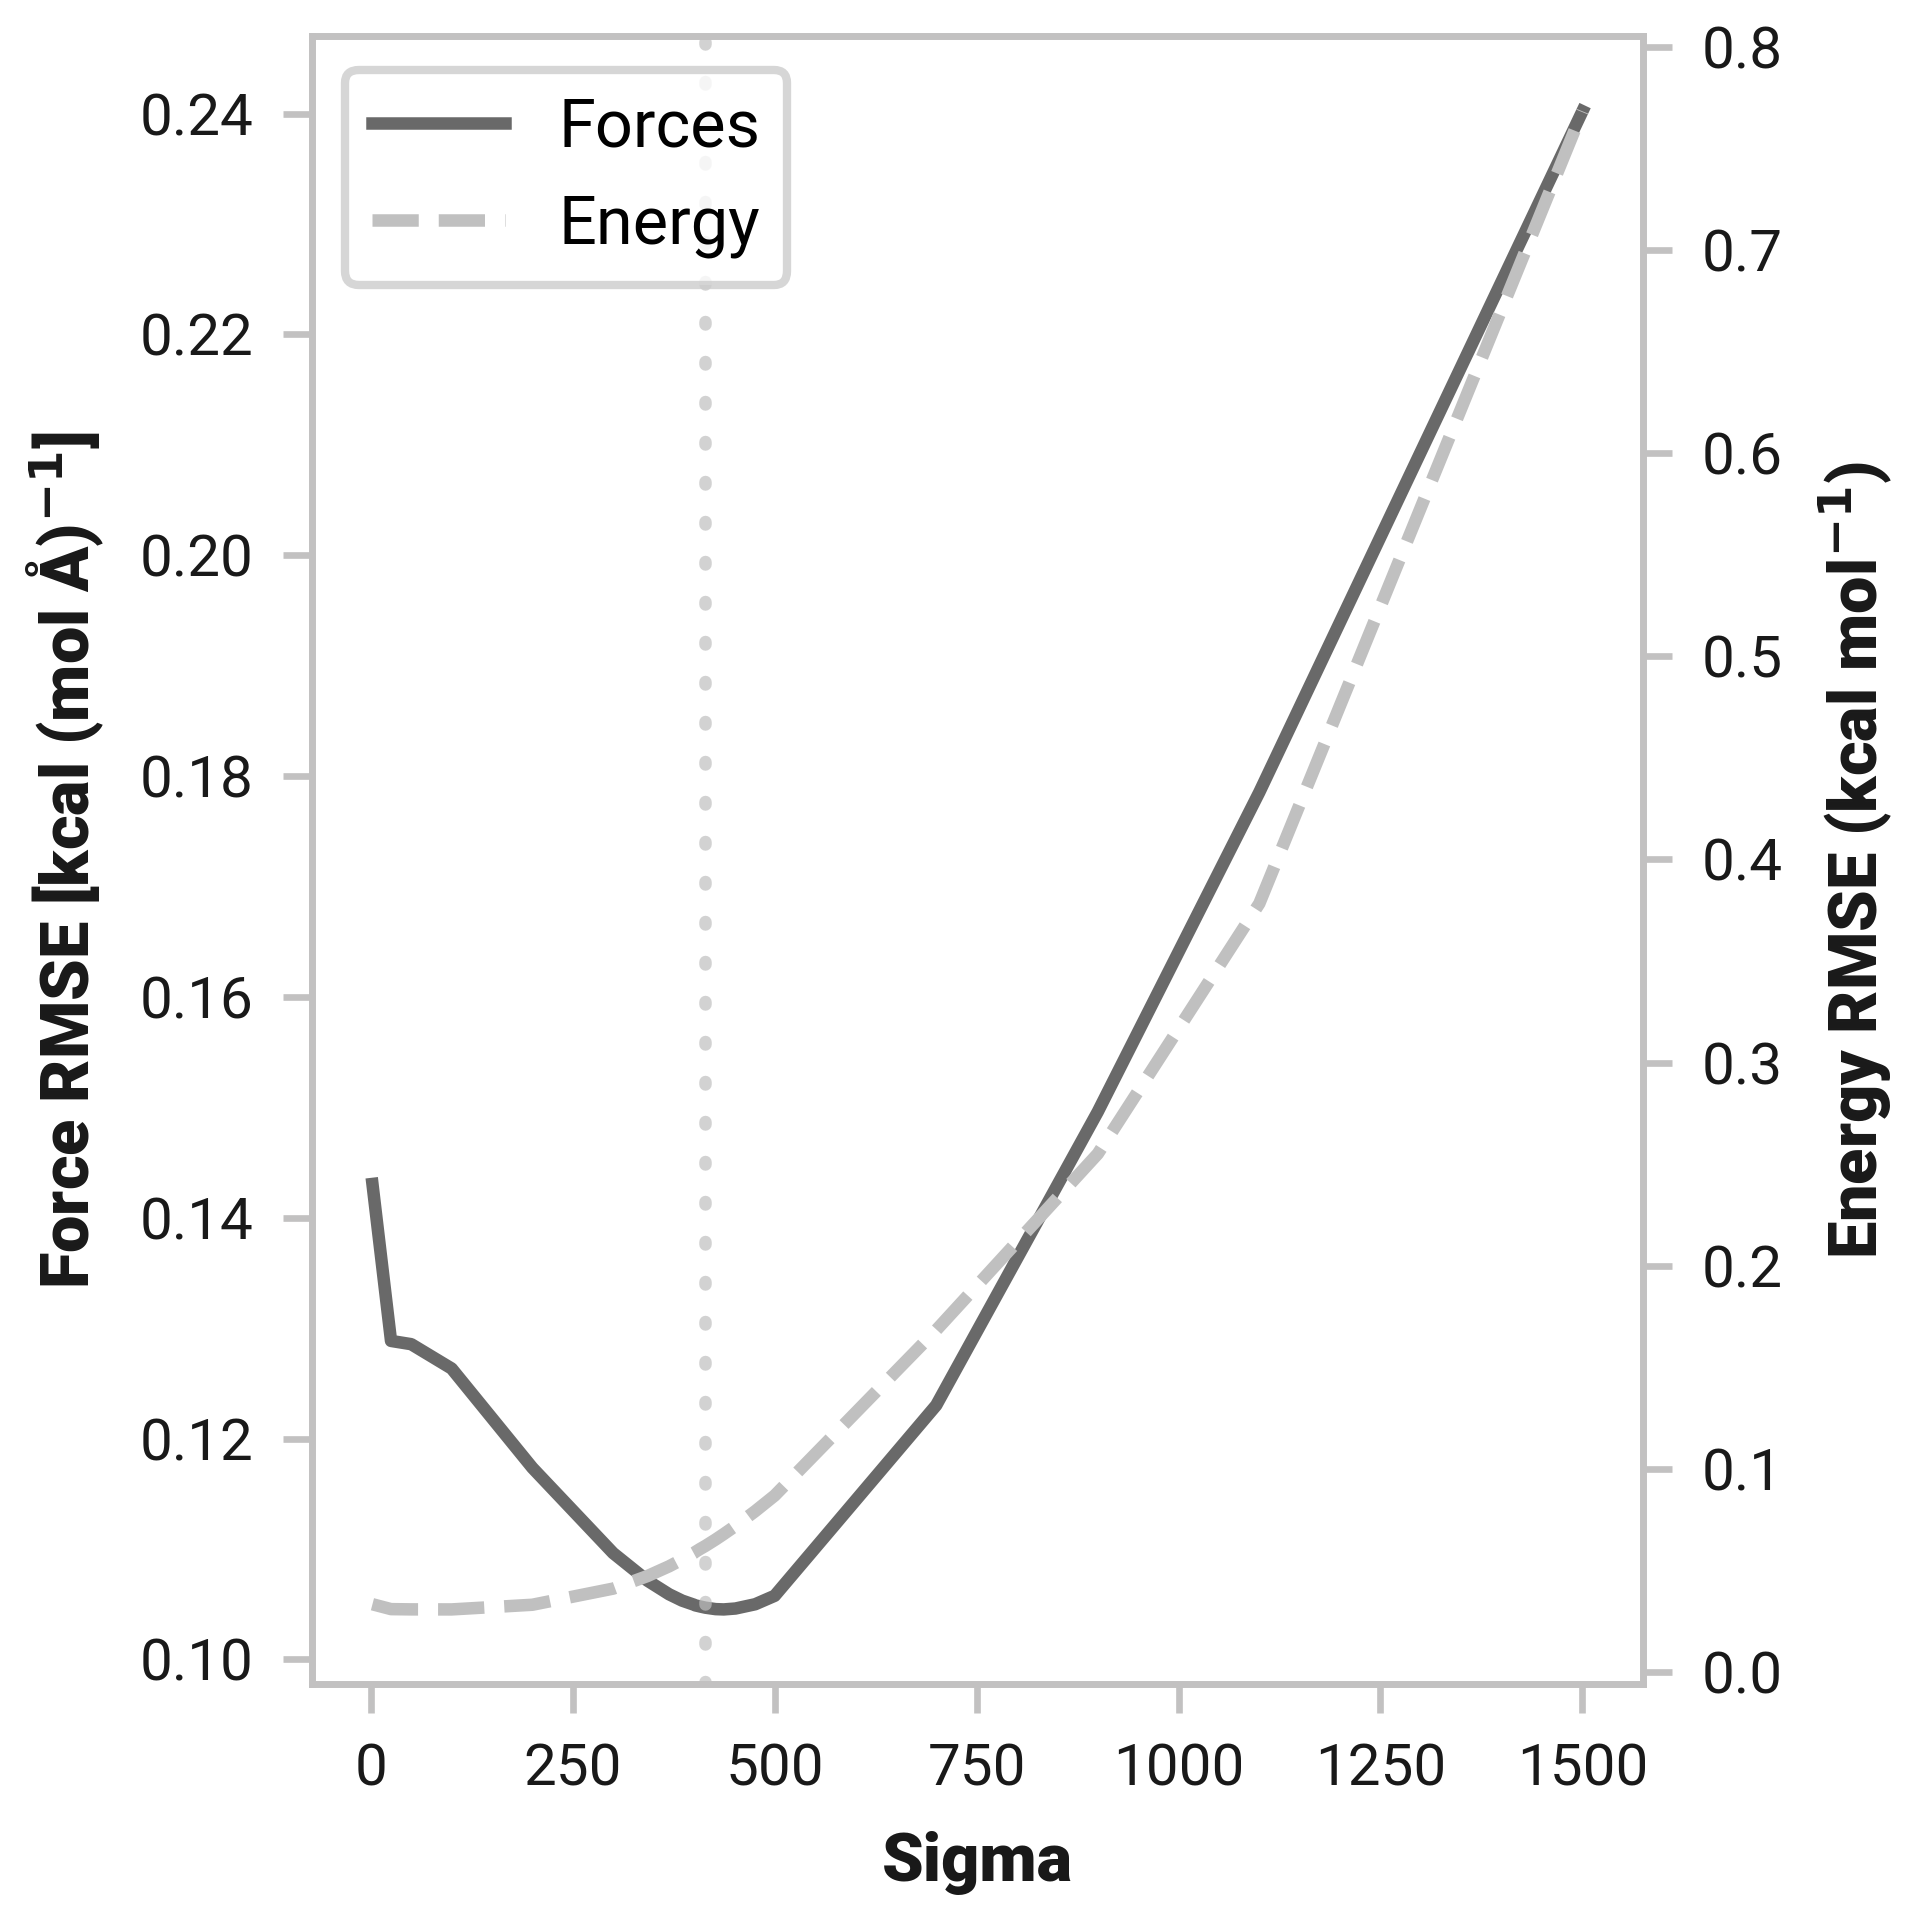 Forces
Energy
0.24
0.22
0.20
0.18
0.16
0.14
0.12
0.10
Force RMSE [kcal (mol Å)⁻¹]
0.8
0.7
0.6
0.5
0.4
0.3
0.2
0.1
0.0
Energy RMSE (kcal mol⁻¹)
0 250 500 750 1000 1250 1500
Sigma